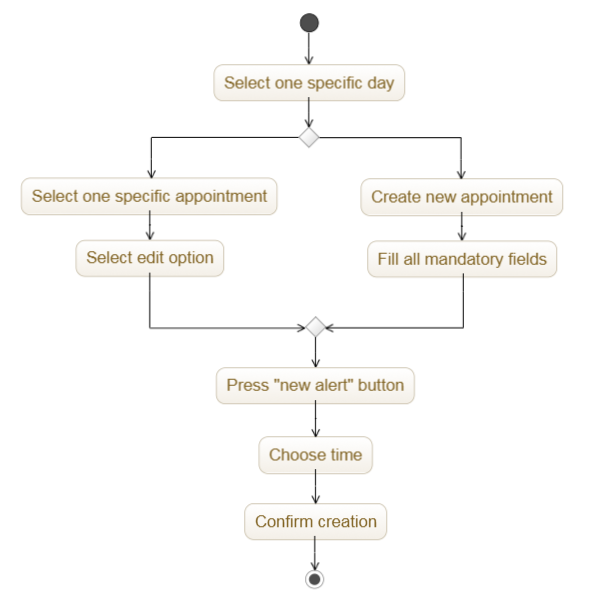 Select one specific day
Select one specific appointment
Create new appointment
Select edit option
Fill all mandatory fields
Press "new alert" button
Choose time
Confirm creation